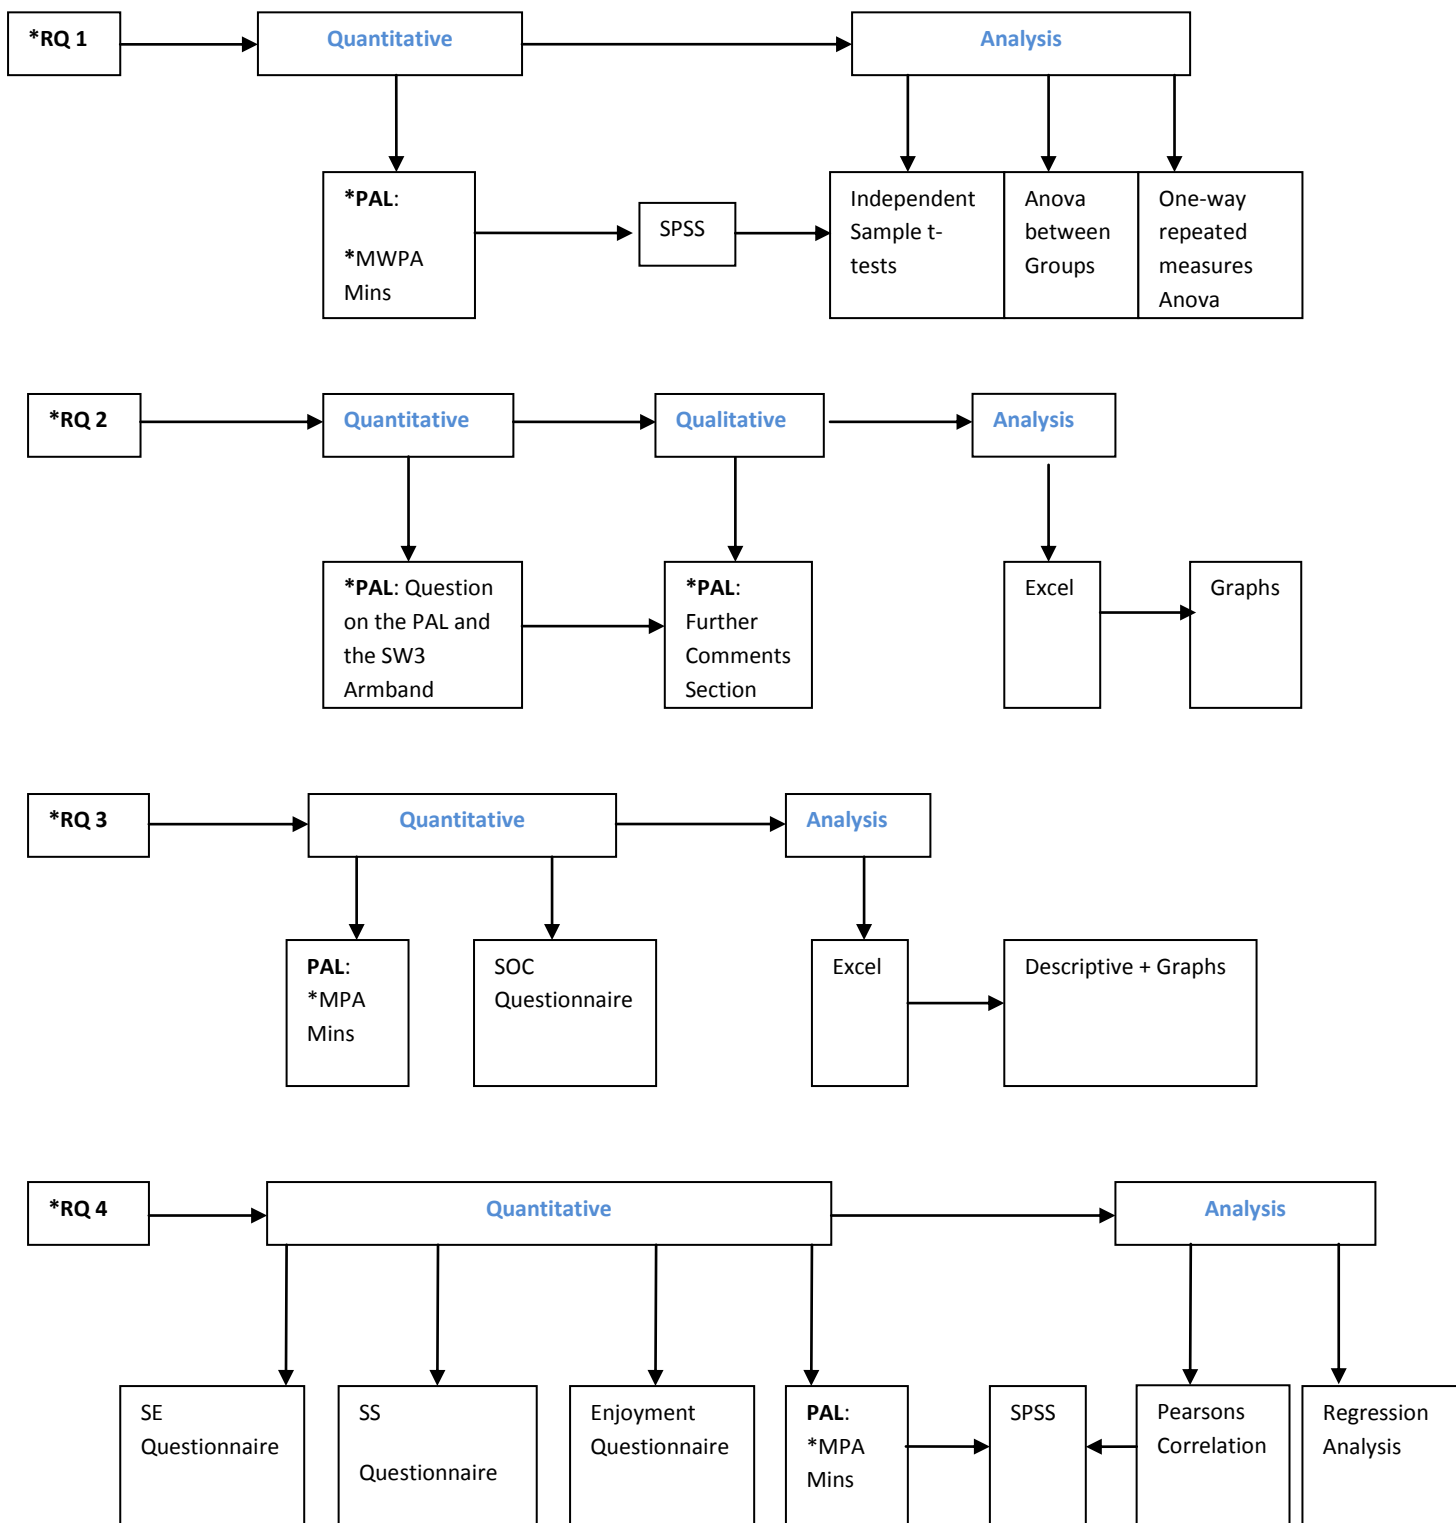 *RQ 1
Quantitative
Analysis
*PAL:
*MWPA
Mins
SPSS
Independent
Sample t-
tests
Anova
between
Groups
One-way
repeated
measures
Anova
*RQ 2
Quantitative
Qualitative
Analysis
*PAL: Question
on the PAL and
the SW3
Armband
*PAL:
Further
Comments
Section
Excel
Graphs
*RQ 3
Quantitative
Analysis
PAL:
*MPA
Mins
SOC
Questionnaire
Excel
Descriptive + Graphs
*RQ 4
Quantitative
Analysis
SE
Questionnaire
SS
Questionnaire
Enjoyment
Questionnaire
PAL:
*MPA
Mins
SPSS
Pearsons
Correlation
Regression
Analysis